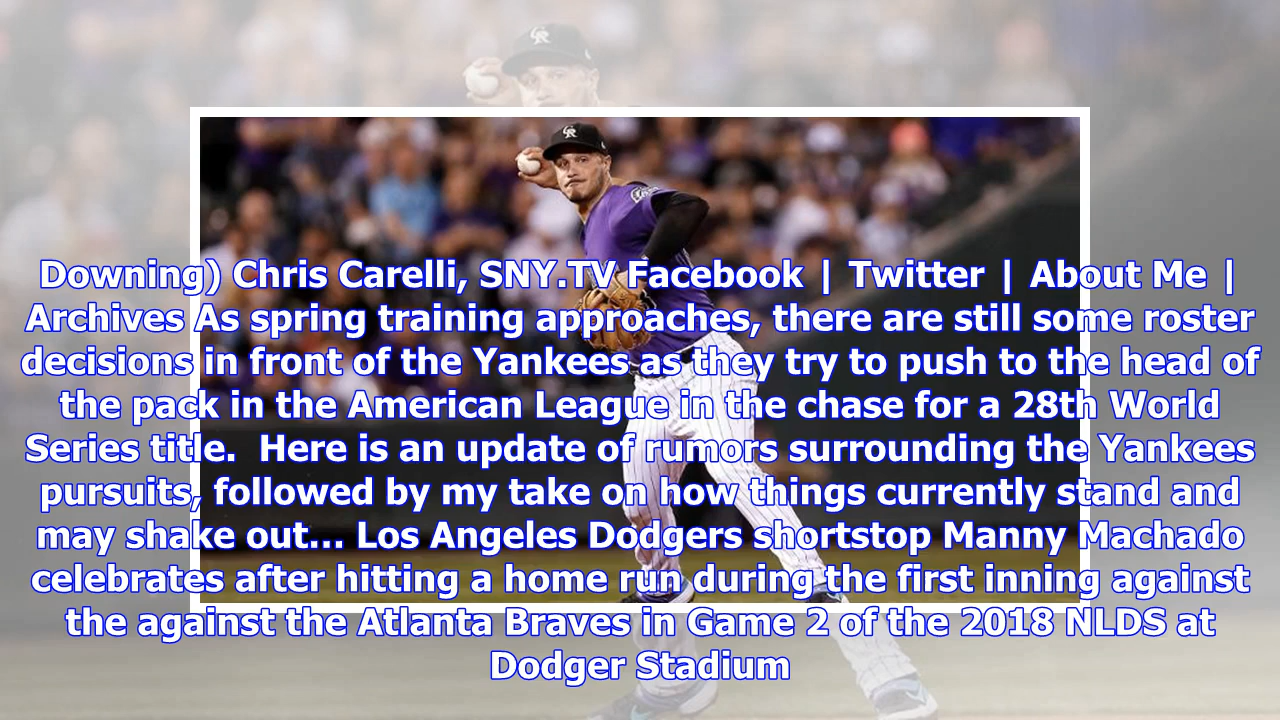 Downing) Chris Carelli, SNY.TV Facebook | Twitter | About Me |
Archives As spring training approaches, there are still some roster
decisions in front of the Yankees as they try to push to the head of
the pack in the American League in the chase for a 28th World
Series title.  Here is an update of rumors surrounding the Yankees
pursuits, followed by my take on how things currently stand and
may shake out... Los Angeles Dodgers shortstop Manny Machado
celebrates after hitting a home run during the first inning against
the against the Atlanta Braves in Game 2 of the 2018 NLDS at
Dodger Stadium